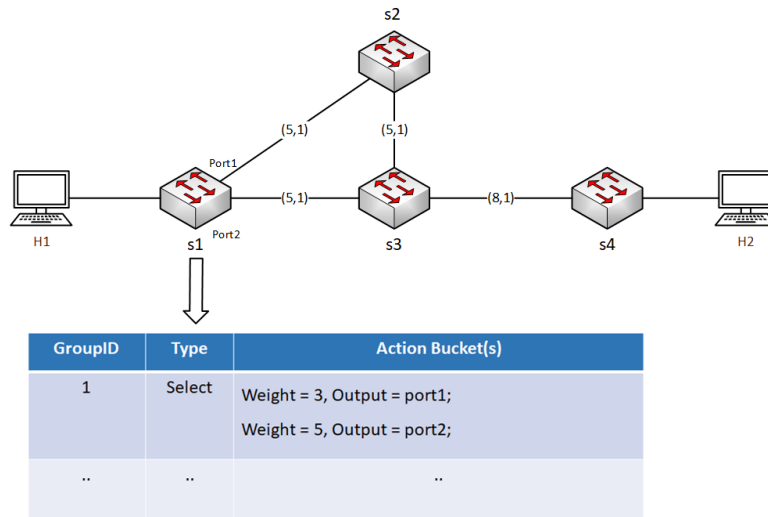 s2
(5,1)
(5,1)
Port1
(5,1)
(8,1)
H1
s1
Port2
s3
s4
H2
GroupID Type Action Bucket(s)
1 Select Weight = 3, Output = port1;
Weight = 5, Output = port2;
.. .. ..